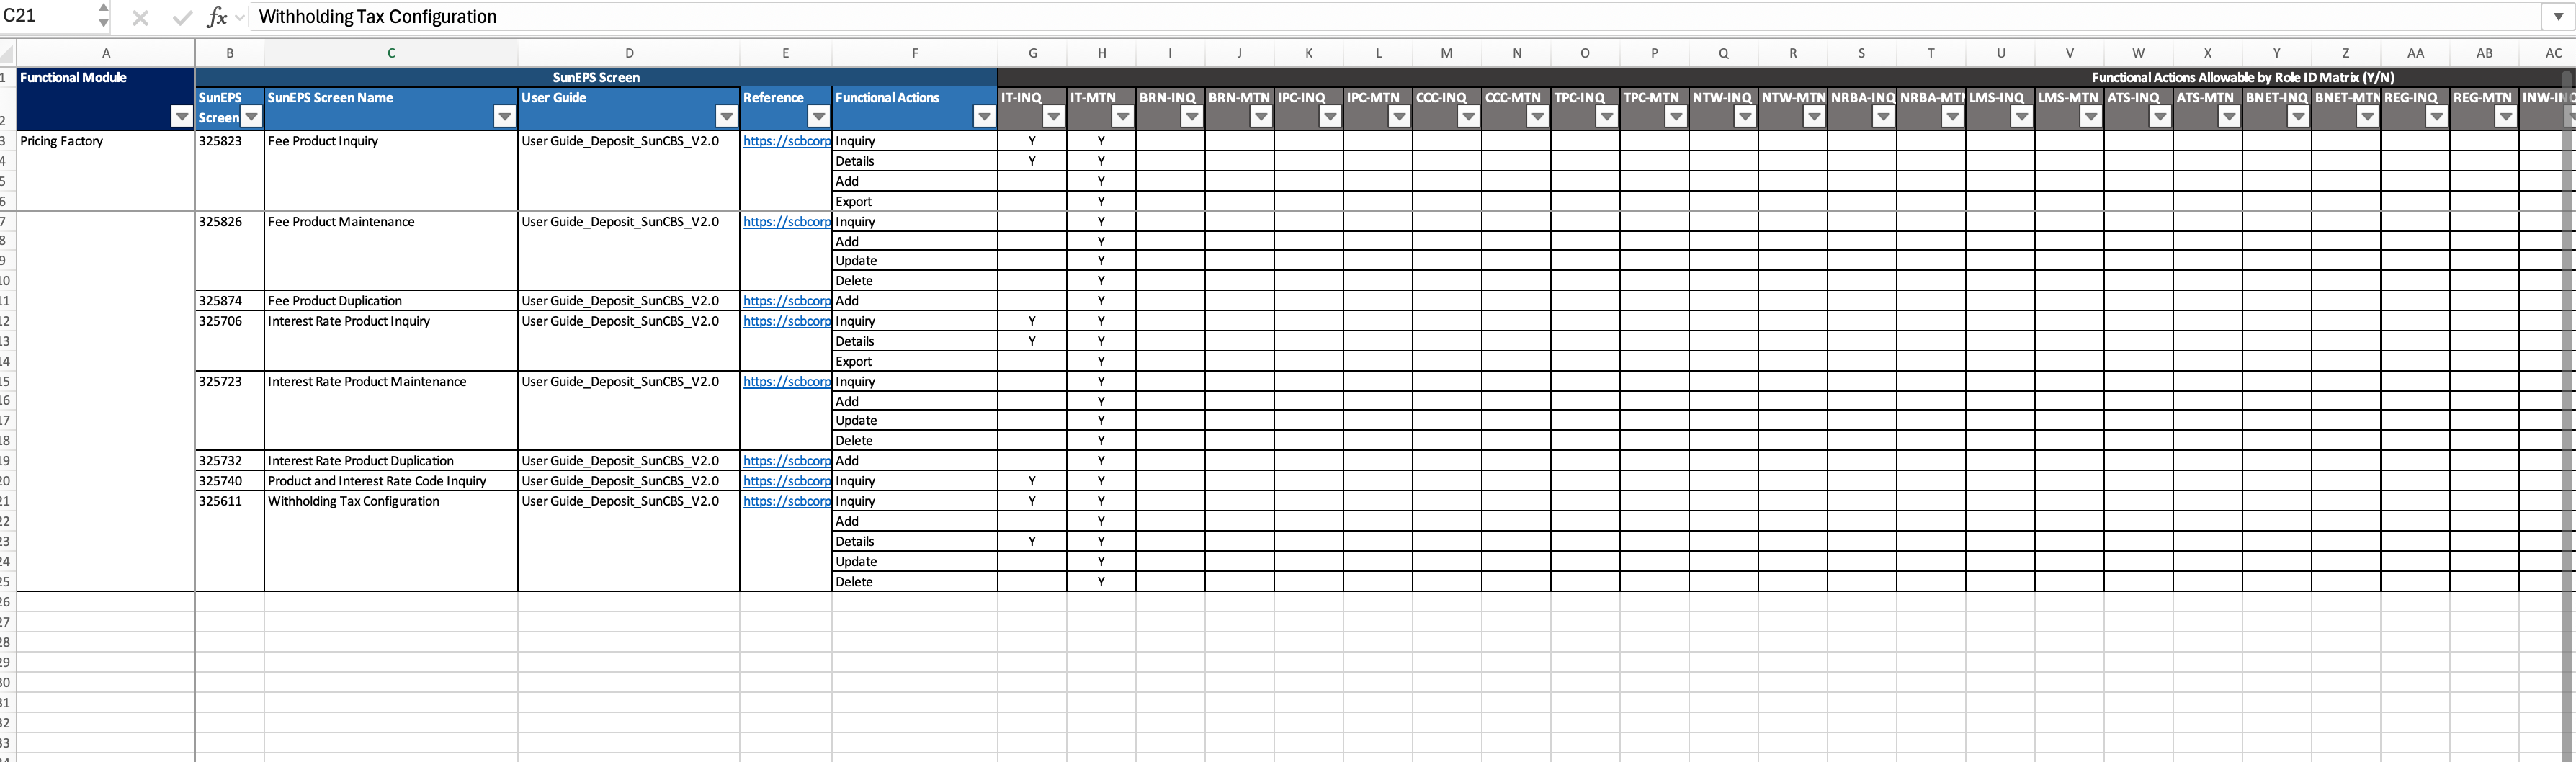 C21 fx Withholding Tax Configuration
A B C D E F G H I J K L M N O P Q R S T U V W X Y Z AA AB AC
1 Functional Module SunEPS Screen Functional Actions Allowable by Role ID Matrix (Y/N)
2 SunEPS Screen SunEPS Screen Name User Guide Reference Functional Actions IT-INQ IT-MTN BRN-INQ BRN-MTN IPC-INQ IPC-MTN CCC-INQ CCC-MTN TPC-INQ TPC-MTN NTW-INQ NTW-MTN NRBA-INQ NRBA-MTN LMS-INQ LMS-MTN ATS-INQ ATS-MTN BNET-INQ BNET-MTN REG-INQ REG-MTN INW-IN
3 Pricing Factory 325823 Fee Product Inquiry User Guide_Deposit_SunCBS_V2.0 https://scbcorp Inquiry Y Y
4 Details Y Y
5 Add Y
6 Export Y
7 325826 Fee Product Maintenance User Guide_Deposit_SunCBS_V2.0 https://scbcorp Inquiry Y
8 Add Y
9 Update Y
10 Delete Y
11 325874 Fee Product Duplication User Guide_Deposit_SunCBS_V2.0 https://scbcorp Add Y
12 325706 Interest Rate Product Inquiry User Guide_Deposit_SunCBS_V2.0 https://scbcorp Inquiry Y Y
13 Details Y Y
14 Export Y
15 325723 Interest Rate Product Maintenance User Guide_Deposit_SunCBS_V2.0 https://scbcorp Inquiry Y
16 Add Y
17 Update Y
18 Delete Y
19 325732 Interest Rate Product Duplication User Guide_Deposit_SunCBS_V2.0 https://scbcorp Add Y
20 325740 Product and Interest Rate Code Inquiry User Guide_Deposit_SunCBS_V2.0 https://scbcorp Inquiry Y Y
21 325611 Withholding Tax Configuration User Guide_Deposit_SunCBS_V2.0 https://scbcorp Inquiry Y Y
22 Add Y
23 Details Y Y
24 Update Y
25 Delete Y
26
27
28
29
30
31
32
33